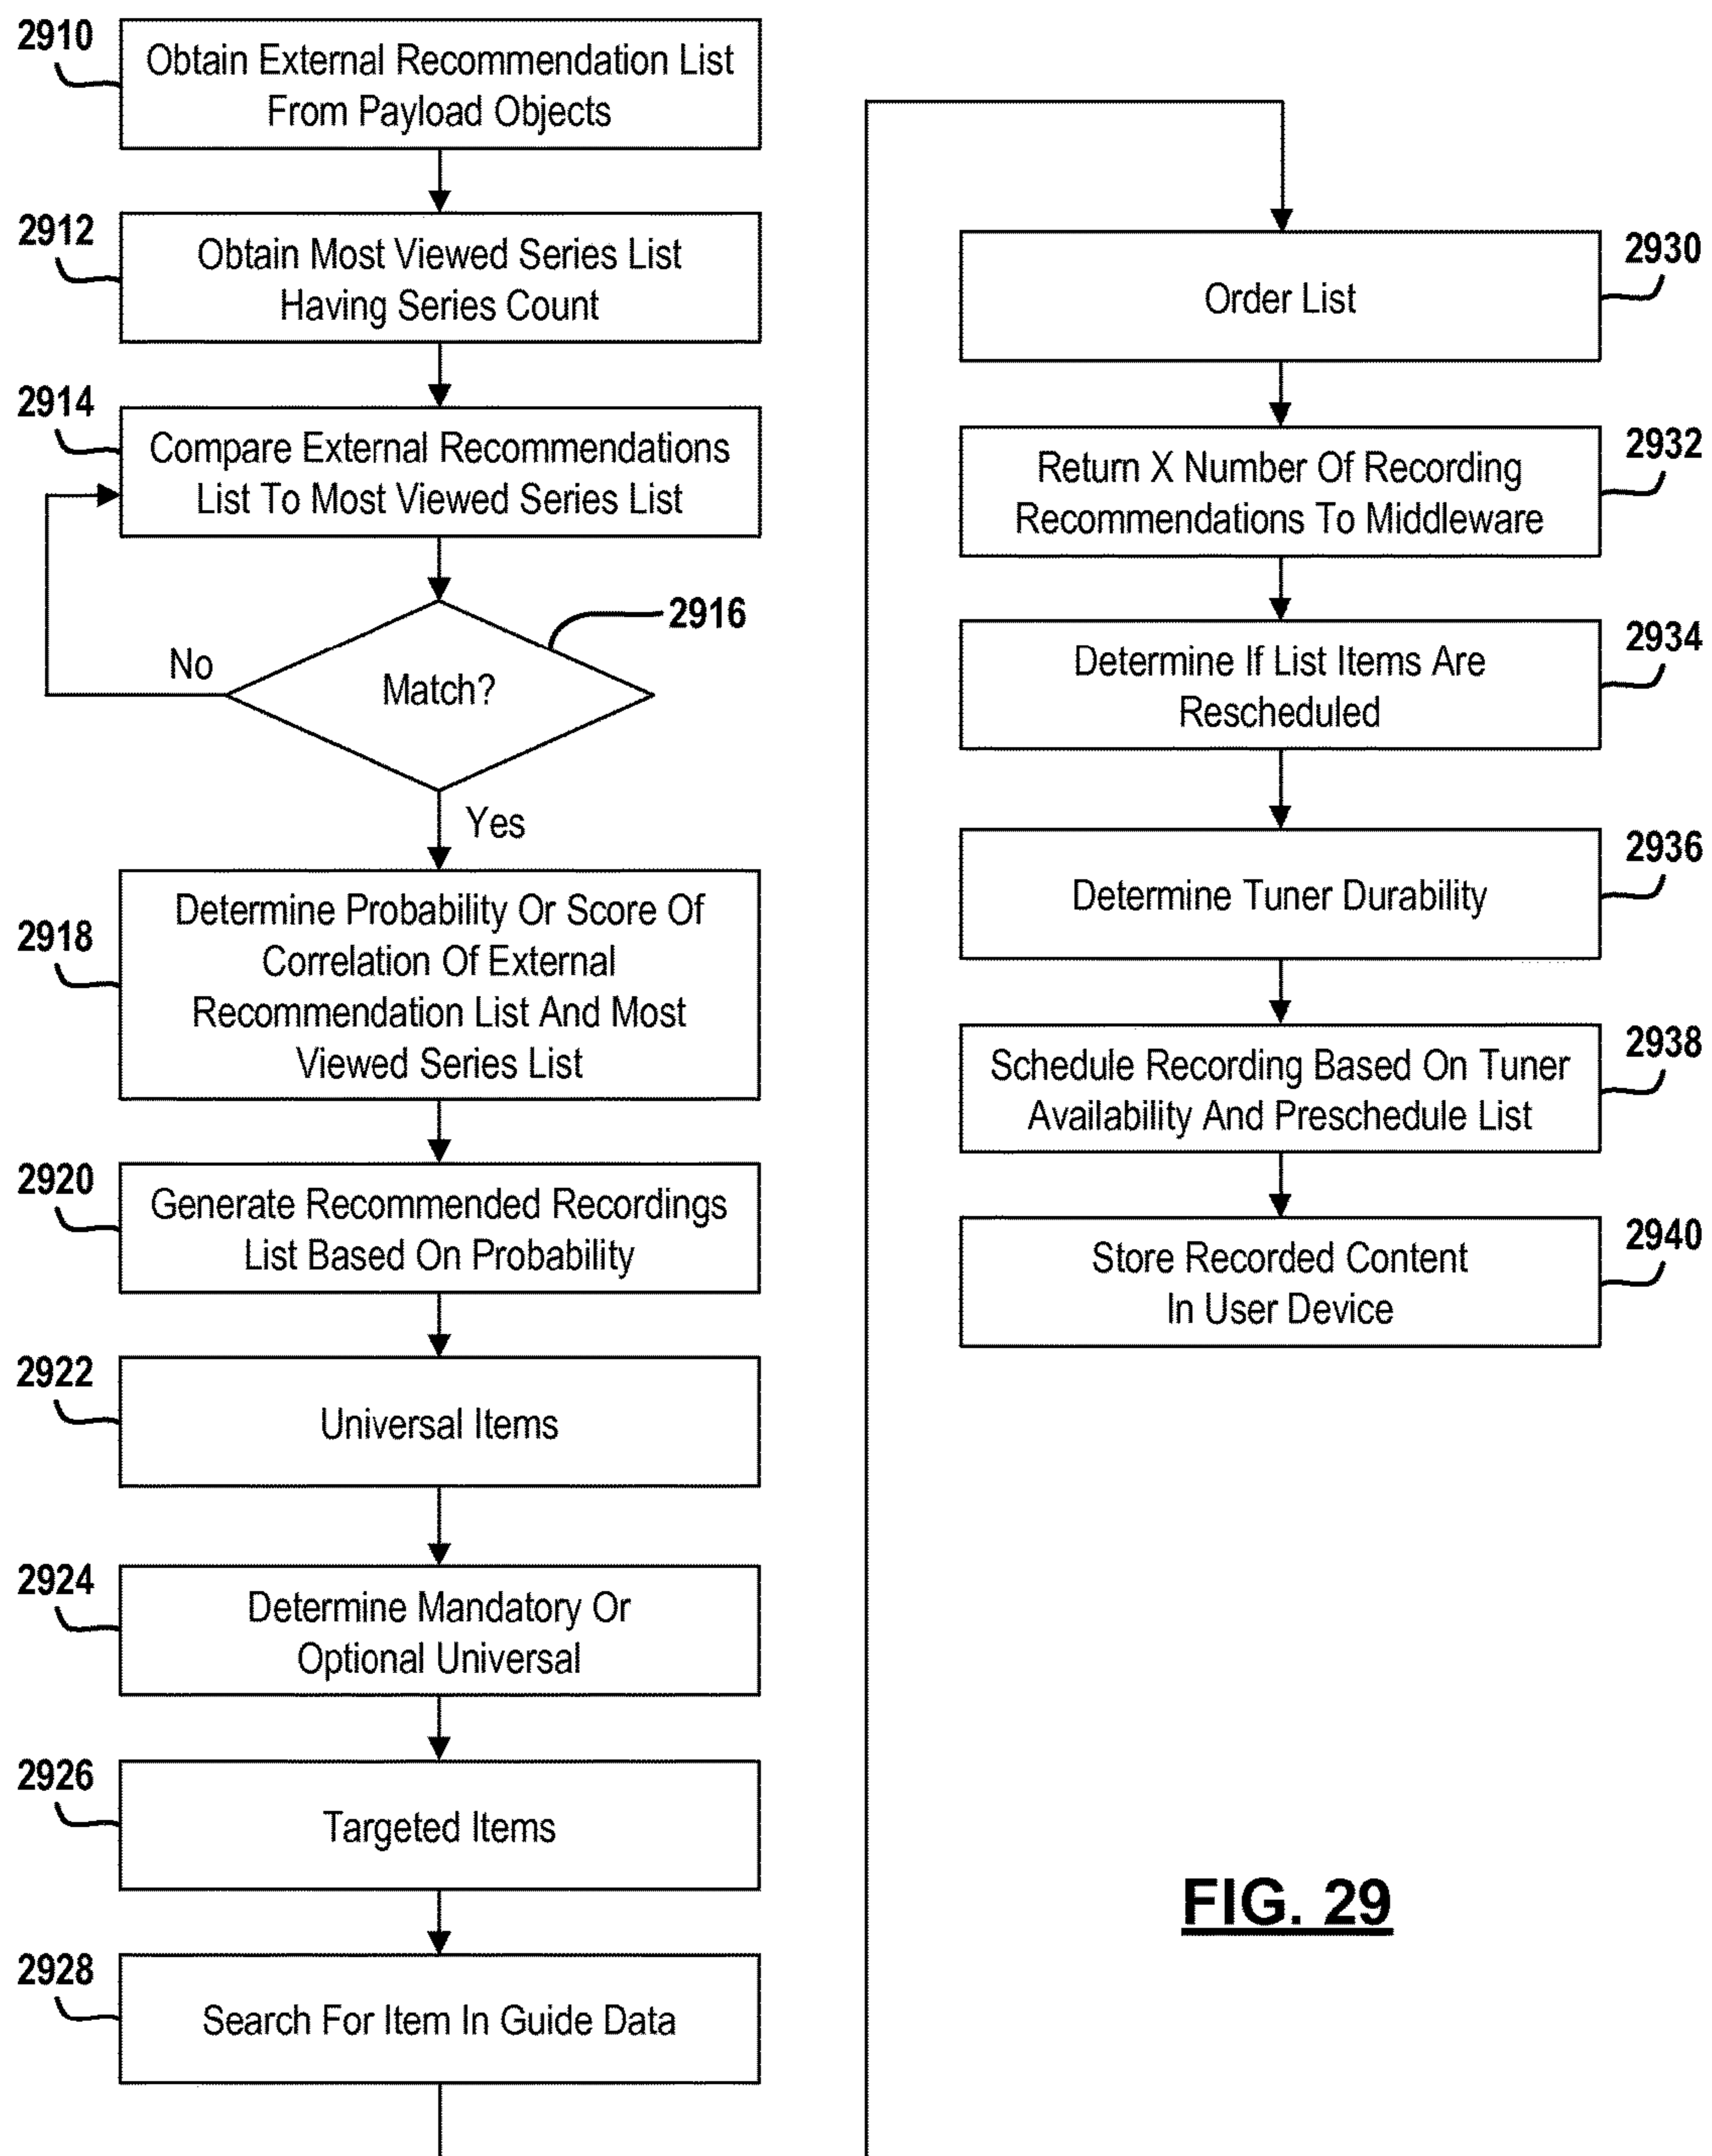 2910
Obtain External Recommendation List
From Payload Objects
2912
Obtain Most Viewed Series List
Having Series Count
2914
Compare External Recommendations
List To Most Viewed Series List
2916
Match?
No
Yes
2918
Determine Probability Or Score Of
Correlation Of External
Recommendation List And Most
Viewed Series List
2920
Generate Recommended Recordings
List Based On Probability
2922
Universal Items
2924
Determine Mandatory Or
Optional Universal
2926
Targeted Items
2928
Search For Item In Guide Data
2930
Order List
2932
Return X Number Of Recording
Recommendations To Middleware
2934
Determine If List Items Are
Rescheduled
2936
Determine Tuner Durability
2938
Schedule Recording Based On Tuner
Availability And Preschedule List
2940
Store Recorded Content
In User Device
FIG. 29